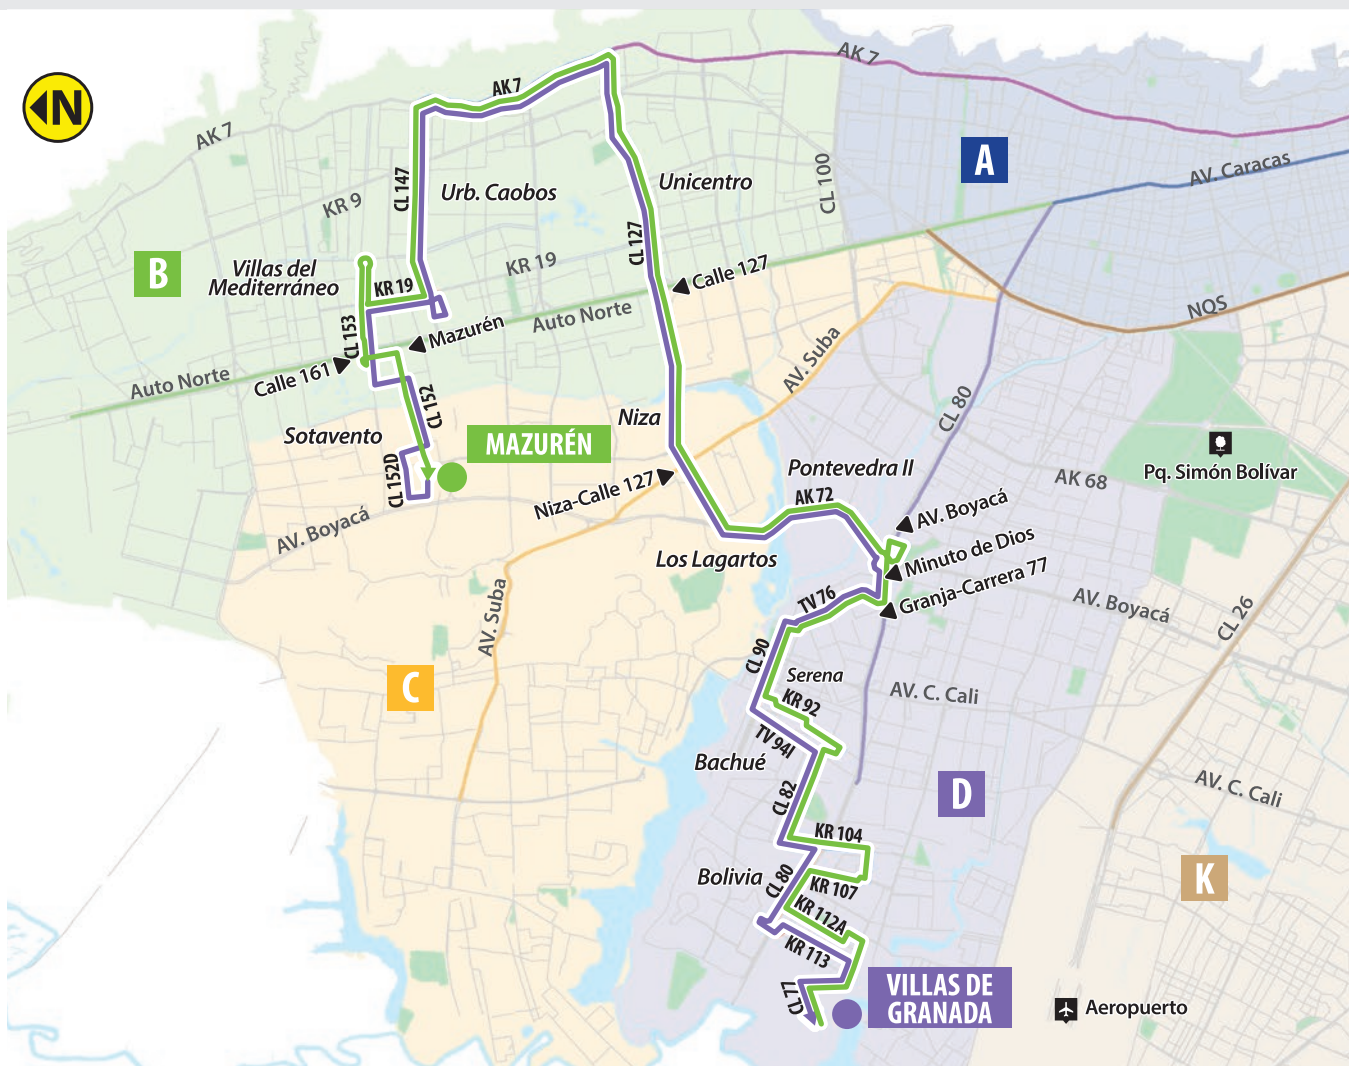 AK 7
AK 7
N
AK 7
A
CL 100
AV. Caracas
Unicentro
CL 147
Urb. Caobos
KR 9
CL 127
B
Villas del
Mediterráneo
KR 19
KR 19
Calle 127
NQS
Auto Norte
Mazurén
CL 153
AV. Suba
Calle 161
Auto Norte
CL 152
CL 80
Niza
Sotavento
MAZURÉN
Pontevedra II
Pq. Simón Bolívar
CL 152D
Niza-Calle 127
AK 72
AK 68
AV. Boyacá
AV. Boyacá
Los Lagartos
Minuto de Dios
Granja-Carrera 77
TV 76
AV. Boyacá
CL 26
AV. Suba
CL 90
C
Serena
AV. C. Cali
KR 92
TV 94I
Bachué
AV. C. Cali
CL 82
D
KR 104
Bolivia
CL 80
KR 107
K
KR 112A
KR 113
CL 77
VILLAS DE
GRANADA
Aeropuerto